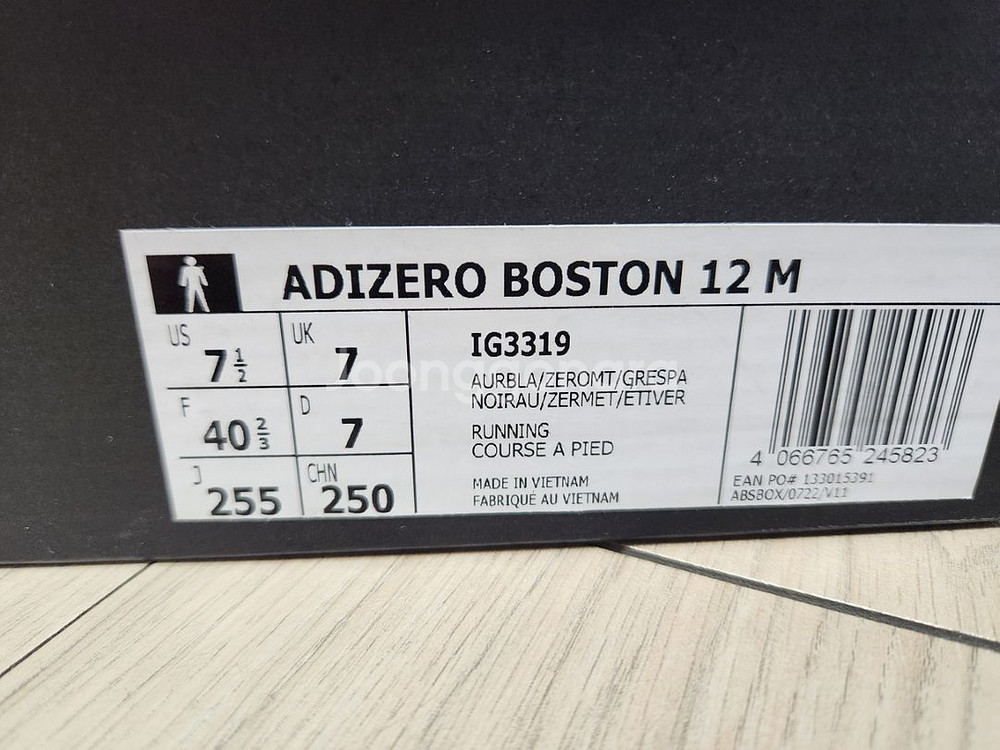 ADIZERO BOSTON 12 M
US 7 1/2 UK 7
F 40 2/3 D 7
J 255 CHN 250
IG3319
AURBLA/ZEROMT/GRESPA
NOIRAU/ZERMET/ETIVER
RUNNING
COURSE A PIED
MADE IN VIETNAM
FABRIQUÉ AU VIETNAM
4 066765 245823
EAN PO# 133015391
ABSBOX/0722/V11